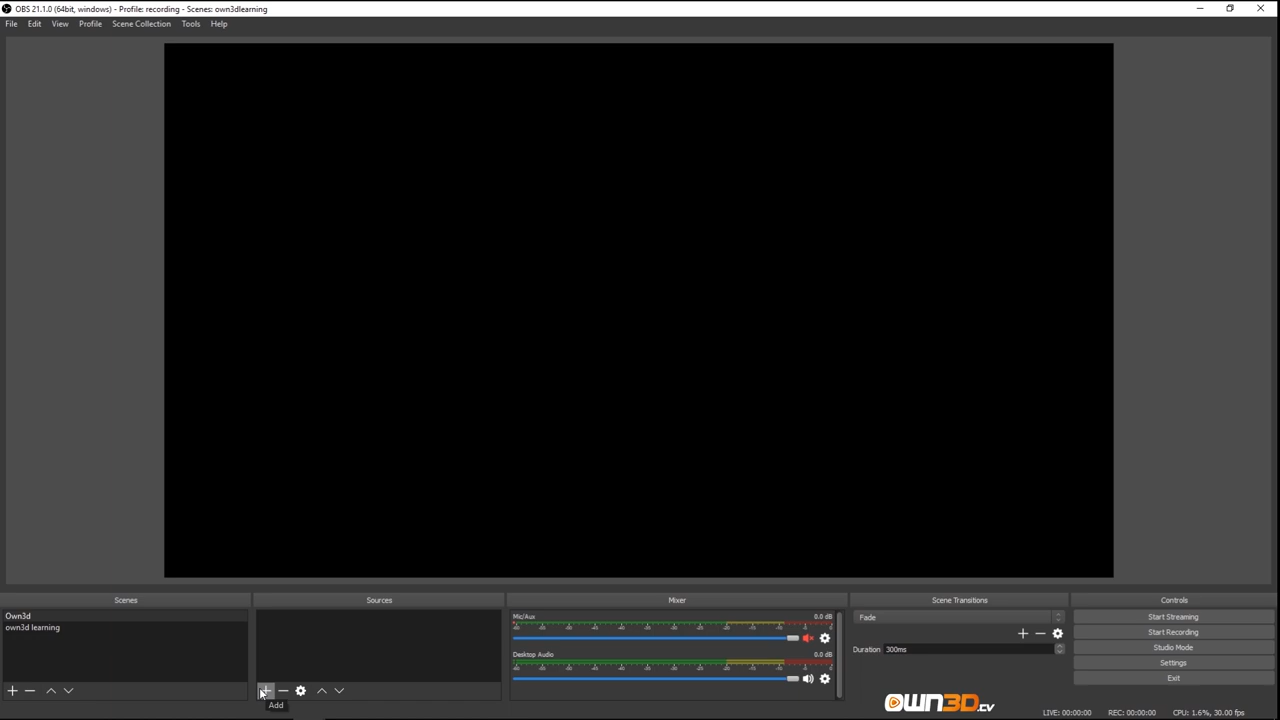 OBS 21.1.0 (64bit, windows) - Profile: recording - Scenes: own3dlearning
File Edit View Profile Scene Collection Tools Help
Scenes Sources Mixer Scene Transitions Controls
Own3d
own3d learning
Add
Mic/Aux 0.0 dB
Desktop Audio 0.0 dB
Fade
Duration 300ms
Start Streaming
Start Recording
Studio Mode
Settings
Exit
OWN3D.TV
LIVE: 00:00:00 REC: 00:00:00 CPU: 1.6%, 30.00 fps